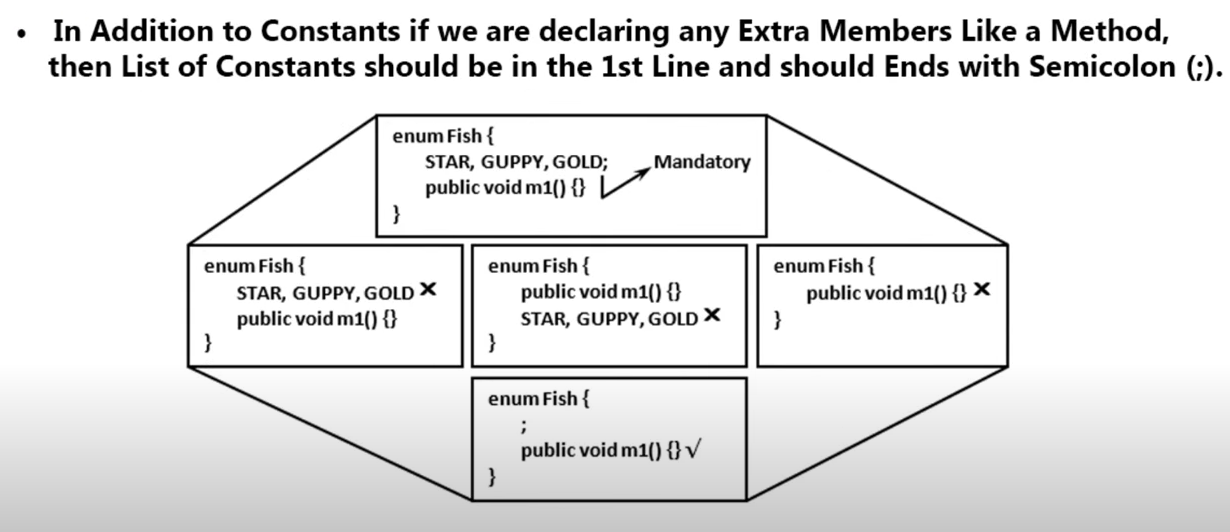 • In Addition to Constants if we are declaring any Extra Members Like a Method,
then List of Constants should be in the 1st Line and should Ends with Semicolon (;).
enum Fish {
STAR, GUPPY, GOLD;
Mandatory
public void m1() {}
}
enum Fish {
STAR, GUPPY, GOLD ✕
public void m1() {}
}
enum Fish {
public void m1() {}
STAR, GUPPY, GOLD ✕
}
enum Fish {
public void m1() {} ✕
}
enum Fish {
;
public void m1() {} √
}